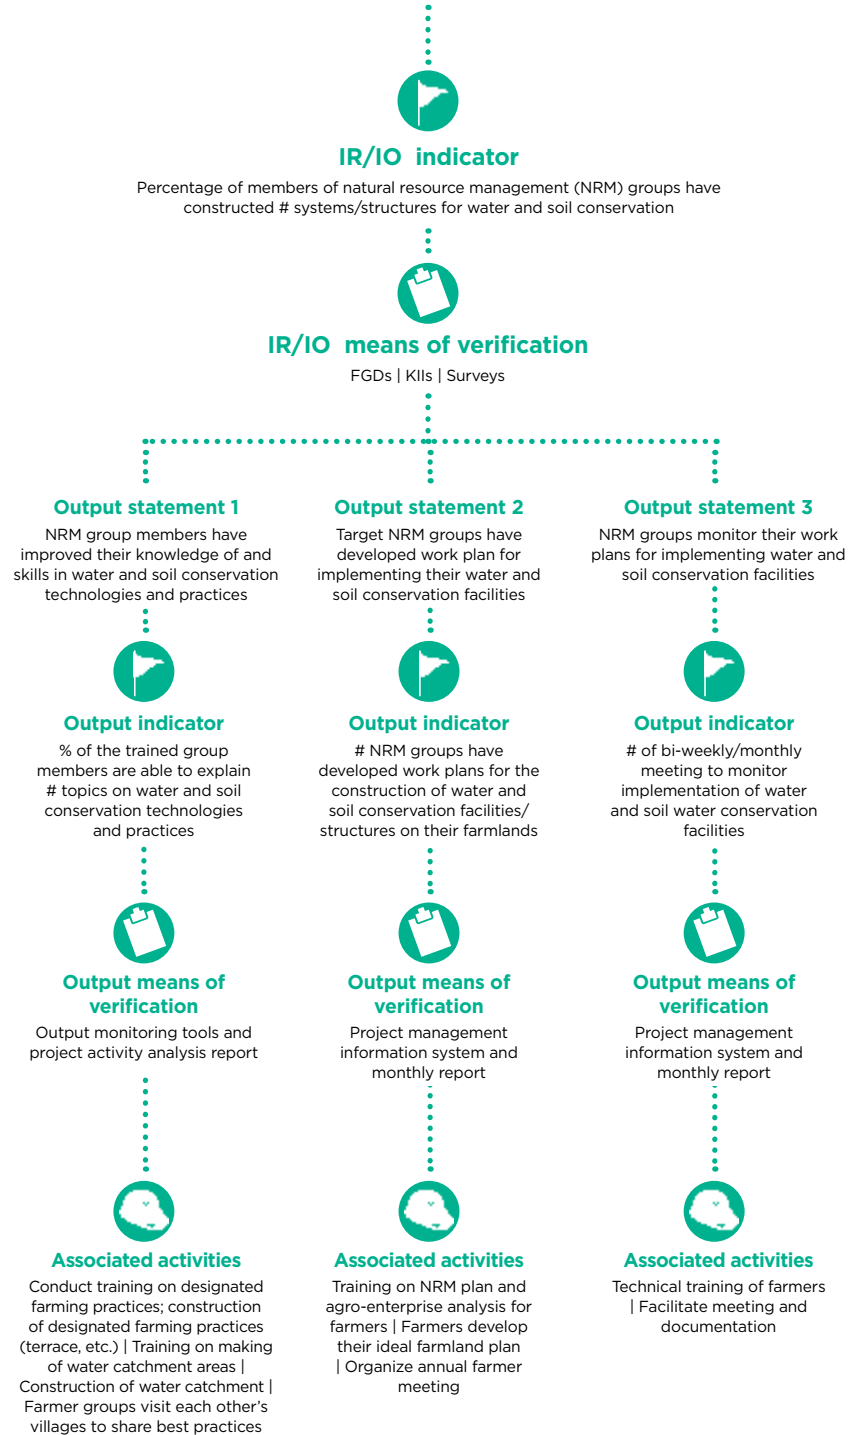 IR/IO indicator
Percentage of members of natural resource management (NRM) groups have
constructed # systems/structures for water and soil conservation
IR/IO means of verification
FGDs | KIIs | Surveys
Output statement 1
NRM group members have
improved their knowledge of and
skills in water and soil conservation
technologies and practices
Output indicator
% of the trained group
members are able to explain
# topics on water and soil
conservation technologies
and practices
Output means of
verification
Output monitoring tools and
project activity analysis report
Associated activities
Conduct training on designated
farming practices; construction
of designated farming practices
(terrace, etc.) | Training on making
of water catchment areas |
Construction of water catchment |
Farmer groups visit each other’s
villages to share best practices
Output statement 2
Target NRM groups have
developed work plan for
implementing their water and
soil conservation facilities
Output indicator
# NRM groups have
developed work plans for the
construction of water and
soil conservation facilities/
structures on their farmlands
Output means of
verification
Project management
information system and
monthly report
Associated activities
Training on NRM plan and
agro-enterprise analysis for
farmers | Farmers develop
their ideal farmland plan
| Organize annual farmer
meeting
Output statement 3
NRM groups monitor their work
plans for implementing water and
soil conservation facilities
Output indicator
# of bi-weekly/monthly
meeting to monitor
implementation of water
and soil water conservation
facilities
Output means of
verification
Project management
information system and
monthly report
Associated activities
Technical training of farmers
| Facilitate meeting and
documentation